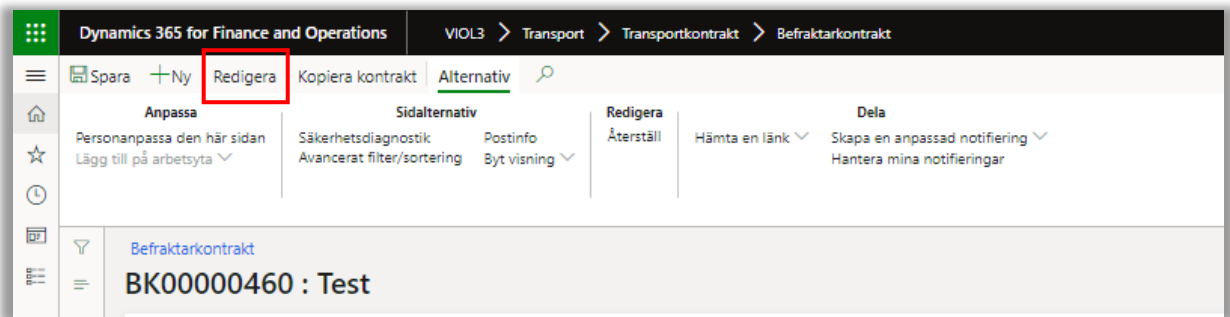 Dynamics 365 for Finance and Operations VIOL3 > Transport > Transportkontrakt > Befraktarkontrakt
Spara +Ny Redigera Kopiera kontrakt Alternativ
Anpassa Sidalternativ Redigera Dela
Personanpassa den här sidan Säkerhetsdiagnostik Postinfo Återställ Hämta en länk Skapa en anpassad notifiering
Lägg till på arbetsyta Avancerat filter/sortering Byt visning Hantera mina notifieringar
Befraktarkontrakt
BK00000460 : Test